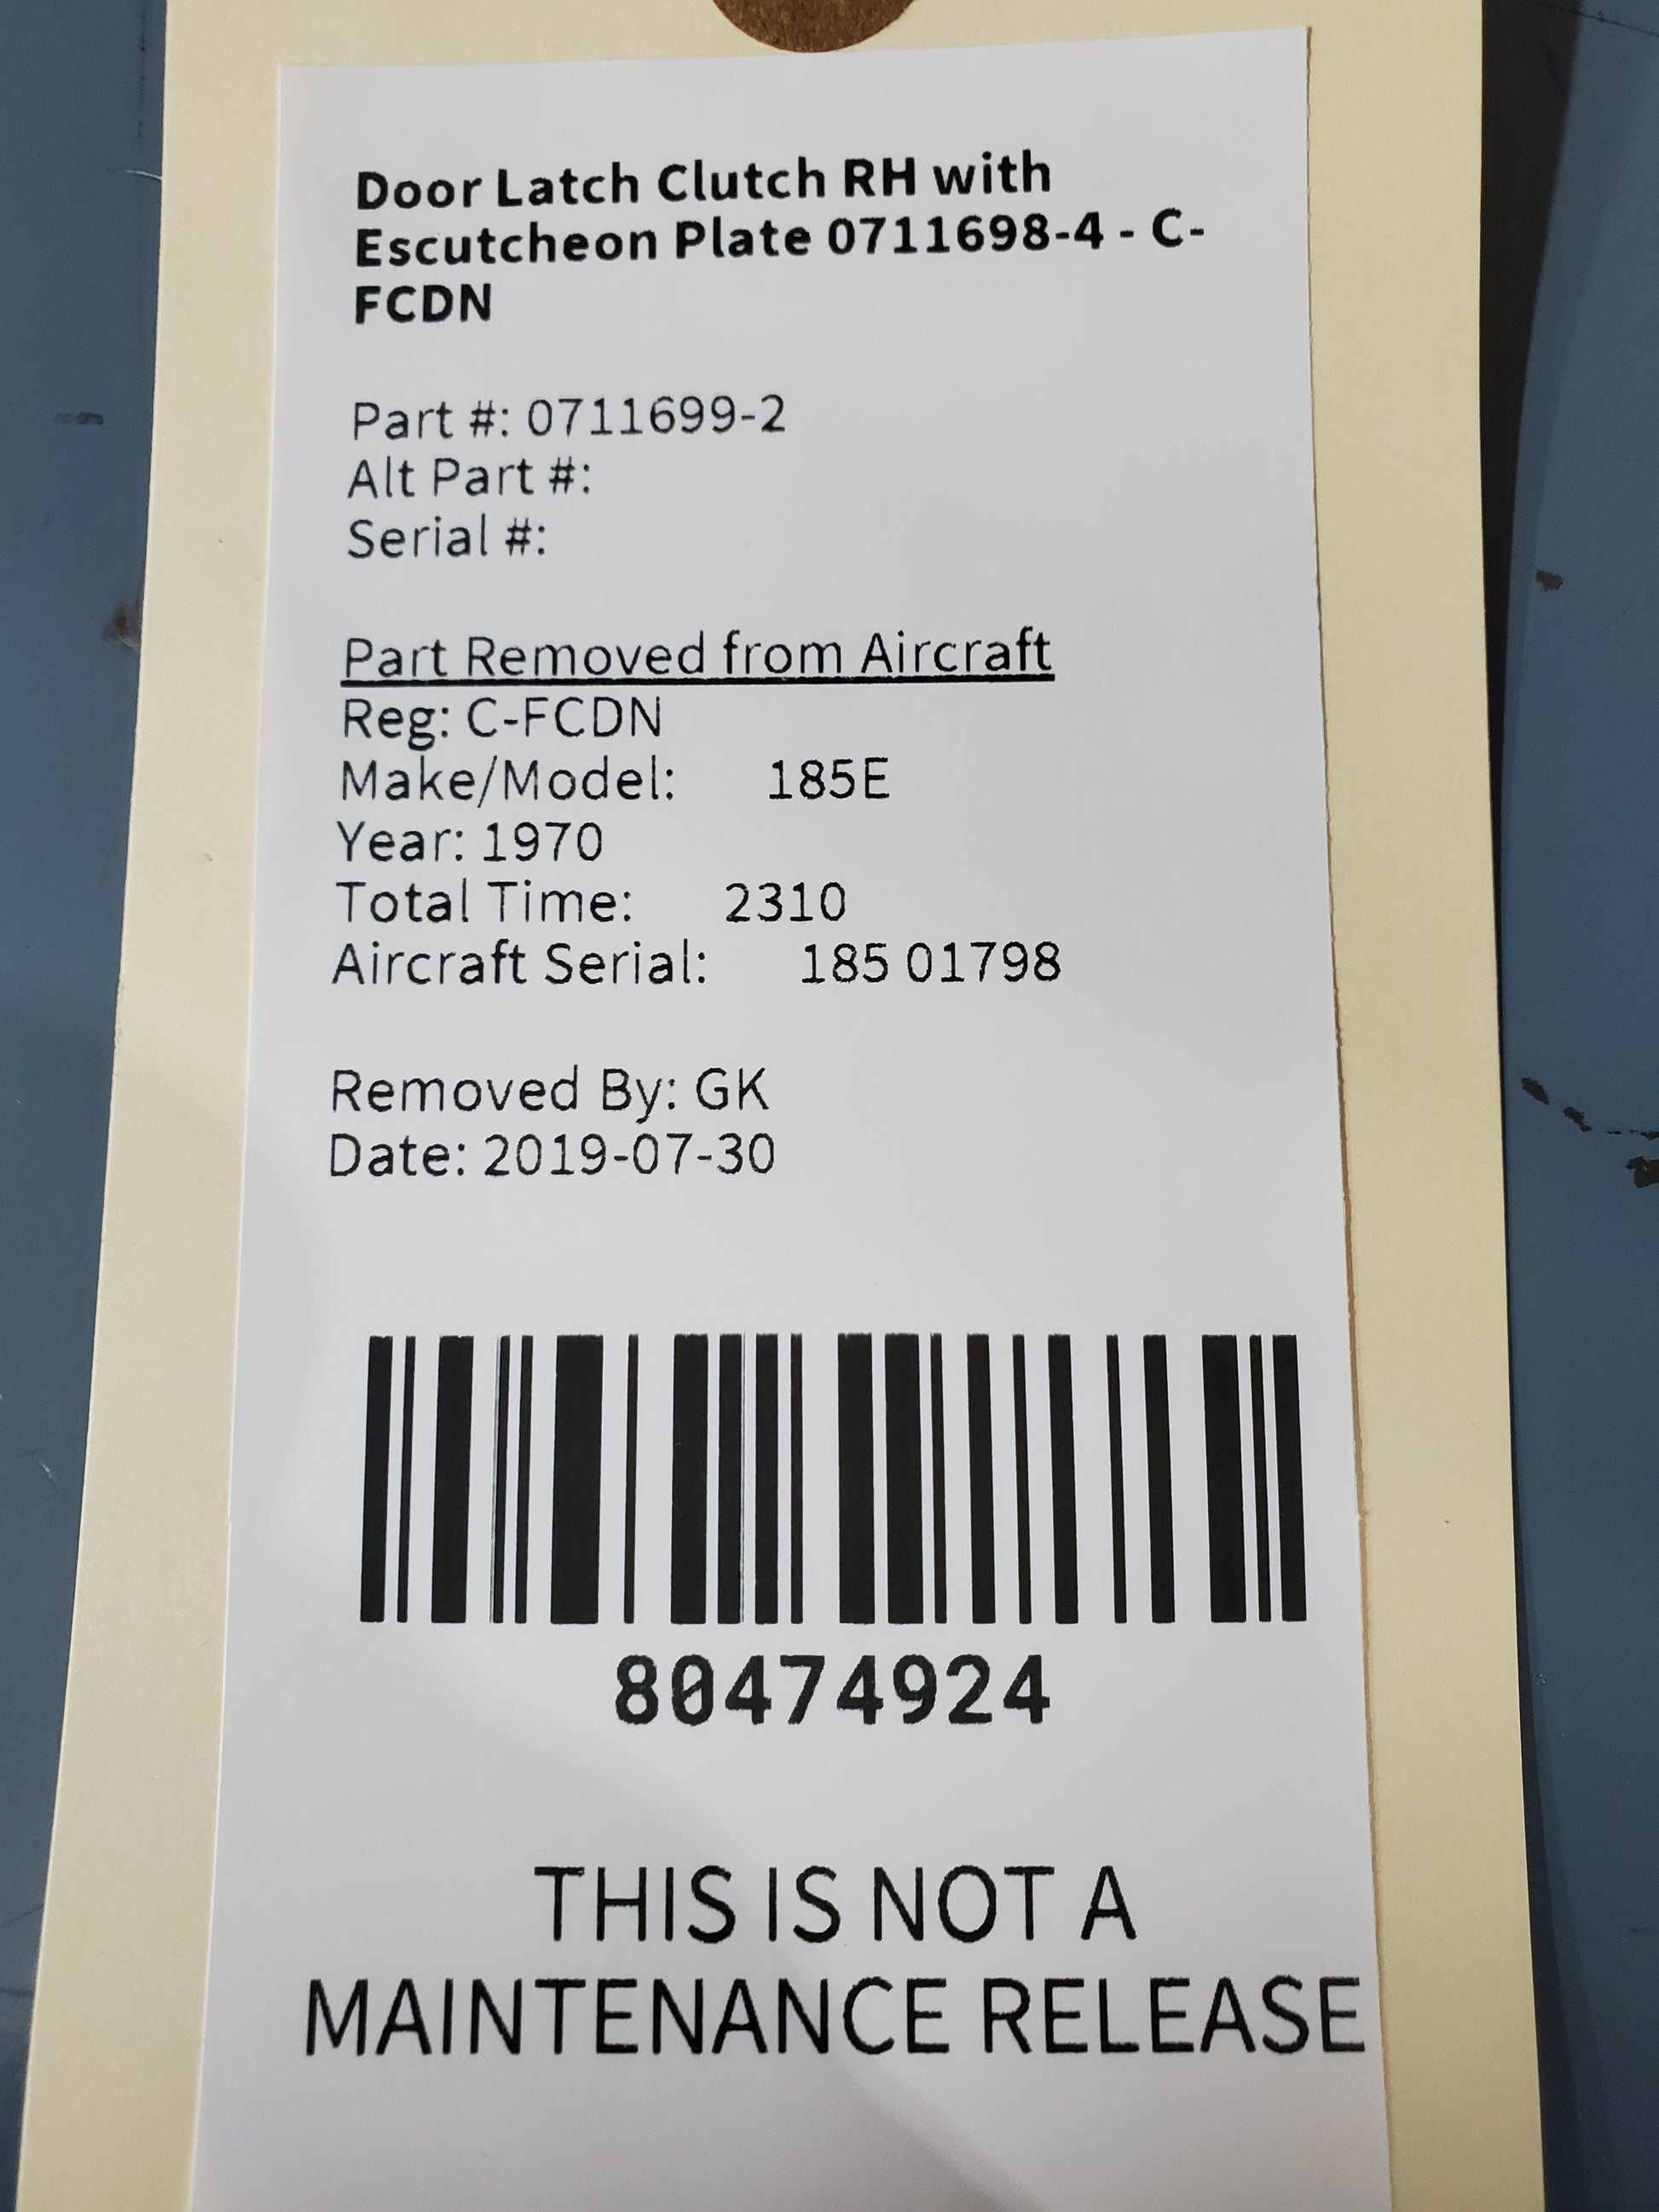 Door Latch Clutch RH with
Escutcheon Plate 0711698-4 - C-
FCDN
Part #: 0711699-2
Alt Part #:
Serial #:
Part Removed from Aircraft
Reg: C-FCDN
Make/Model: 185E
Year: 1970
Total Time: 2310
Aircraft Serial: 185 01798
Removed By: GK
Date: 2019-07-30
80474924
THIS IS NOT A
MAINTENANCE RELEASE